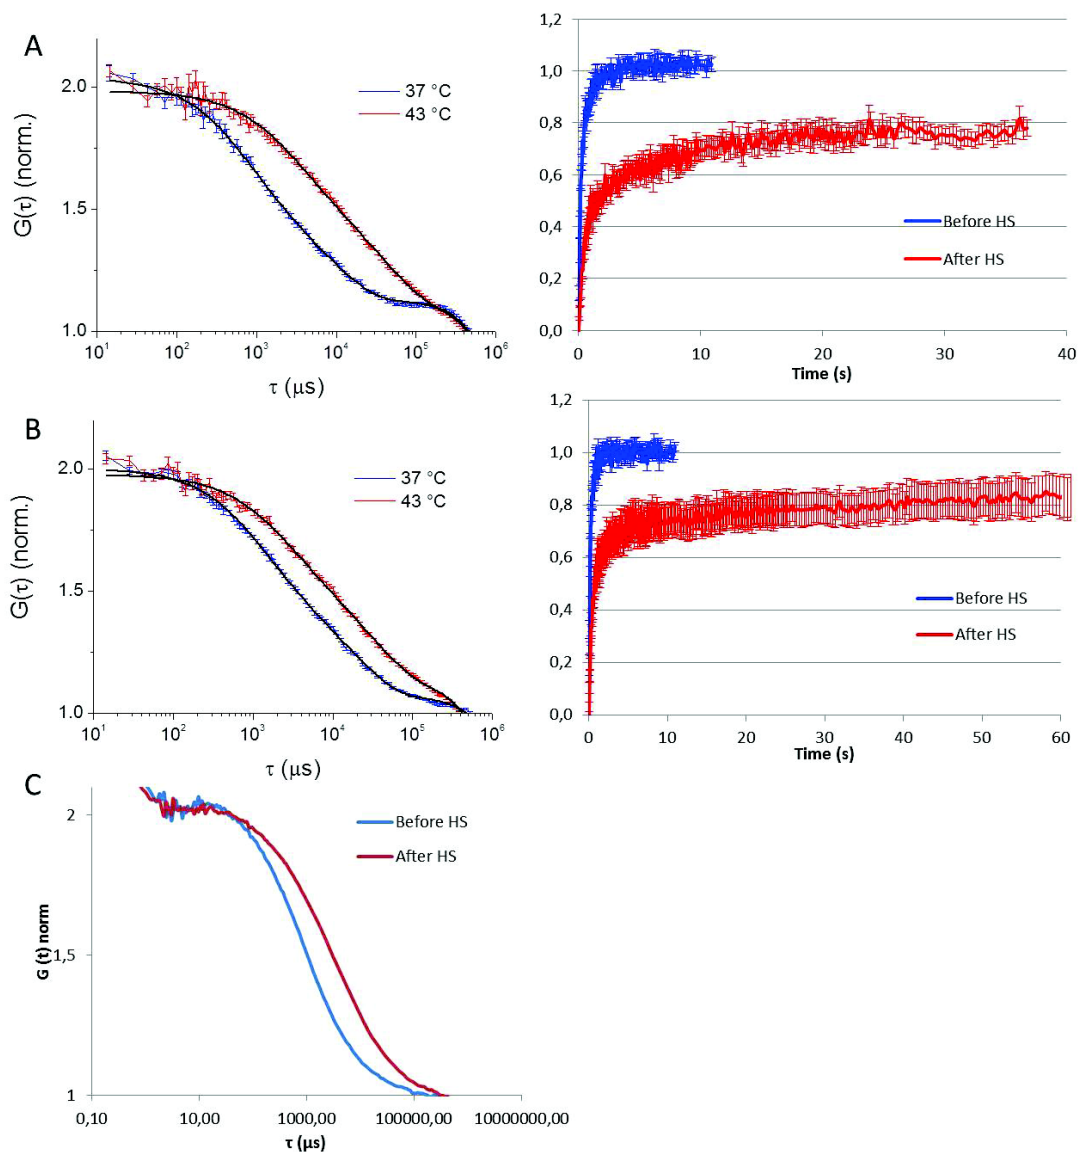 A
G(τ) (norm.)
2.0
1.5
1.0
37 °C
43 °C
10¹ 10² 10³ 10⁴ 10⁵ 10⁶
τ (μs)
1,2
1,0
0,8
0,6
0,4
0,2
0,0
Before HS
After HS
0 10 20 30 40
Time (s)
B
G(τ) (norm.)
2.0
1.5
1.0
37 °C
43 °C
10¹ 10² 10³ 10⁴ 10⁵ 10⁶
τ (μs)
1,4
1,2
1,0
0,8
0,6
0,4
0,2
0,0
Before HS
After HS
0 10 20 30 40 50 60
Time (s)
C
G (t) norm
2
1,5
1
Before HS
After HS
0,10 10,00 1000,00 100000,00 10000000,00
τ (μs)